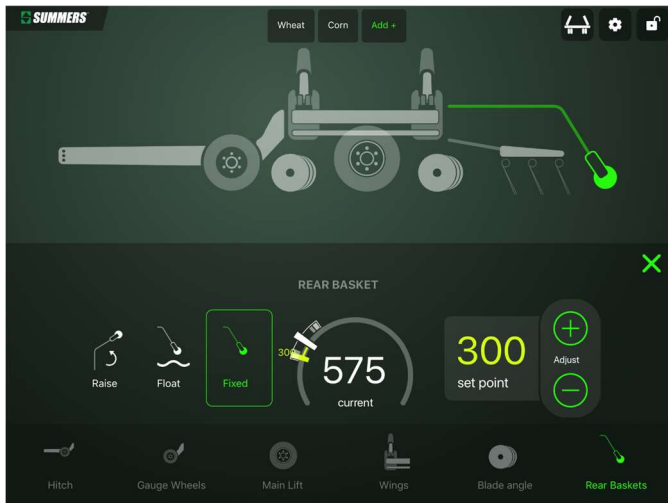 SUMMERS
Wheat
Corn
Add +
REAR BASKET
Raise
Float
Fixed
300
575
current
300
set point
Adjust
Hitch
Gauge Wheels
Main Lift
Wings
Blade angle
Rear Baskets